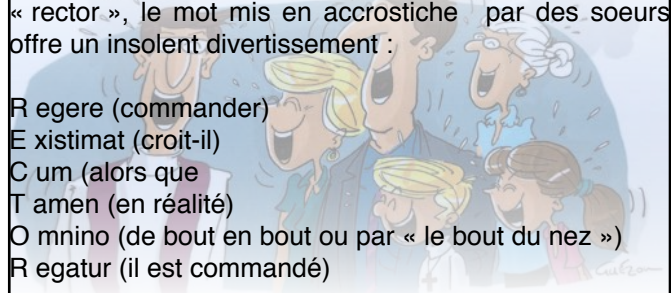 « rector », le mot mis en accrostiche par des soeurs
offre un insolent divertissement :
R egere (commander)
E xistimat (croit-il)
C um (alors que
T amen (en réalité)
O mnino (de bout en bout ou par « le bout du nez »)
R egatur (il est commandé)